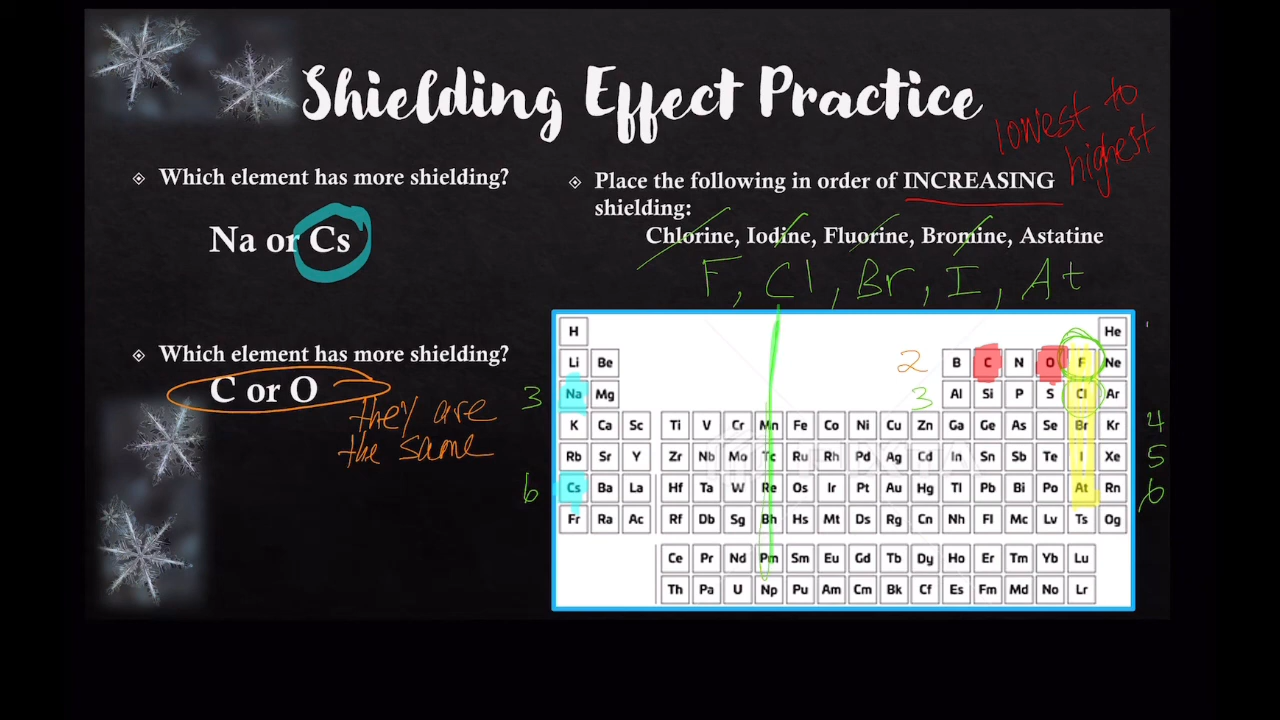 Shielding Effect Practice
lowest to
highest
Which element has more shielding?
Na or Cs
Which element has more shielding?
C or O
they are
the same
Place the following in order of INCREASING
shielding:
Chlorine, Iodine, Fluorine, Bromine, Astatine
F, Cl, Br, I, At
H He
Li Be 2 B C N O F Ne
3 Na Mg 3 Al Si P S Cl Ar
K Ca Sc Ti V Cr Mn Fe Co Ni Cu Zn Ga Ge As Se Br Kr 4
Rb Sr Y Zr Nb Mo Tc Ru Rh Pd Ag Cd In Sn Sb Te I Xe 5
6 Cs Ba La Hf Ta W Re Os Ir Pt Au Hg Tl Pb Bi Po At Rn 6
Fr Ra Ac Rf Db Sg Bh Hs Mt Ds Rg Cn Nh Fl Mc Lv Ts Og
Ce Pr Nd Pm Sm Eu Gd Tb Dy Ho Er Tm Yb Lu
Th Pa U Np Pu Am Cm Bk Cf Es Fm Md No Lr